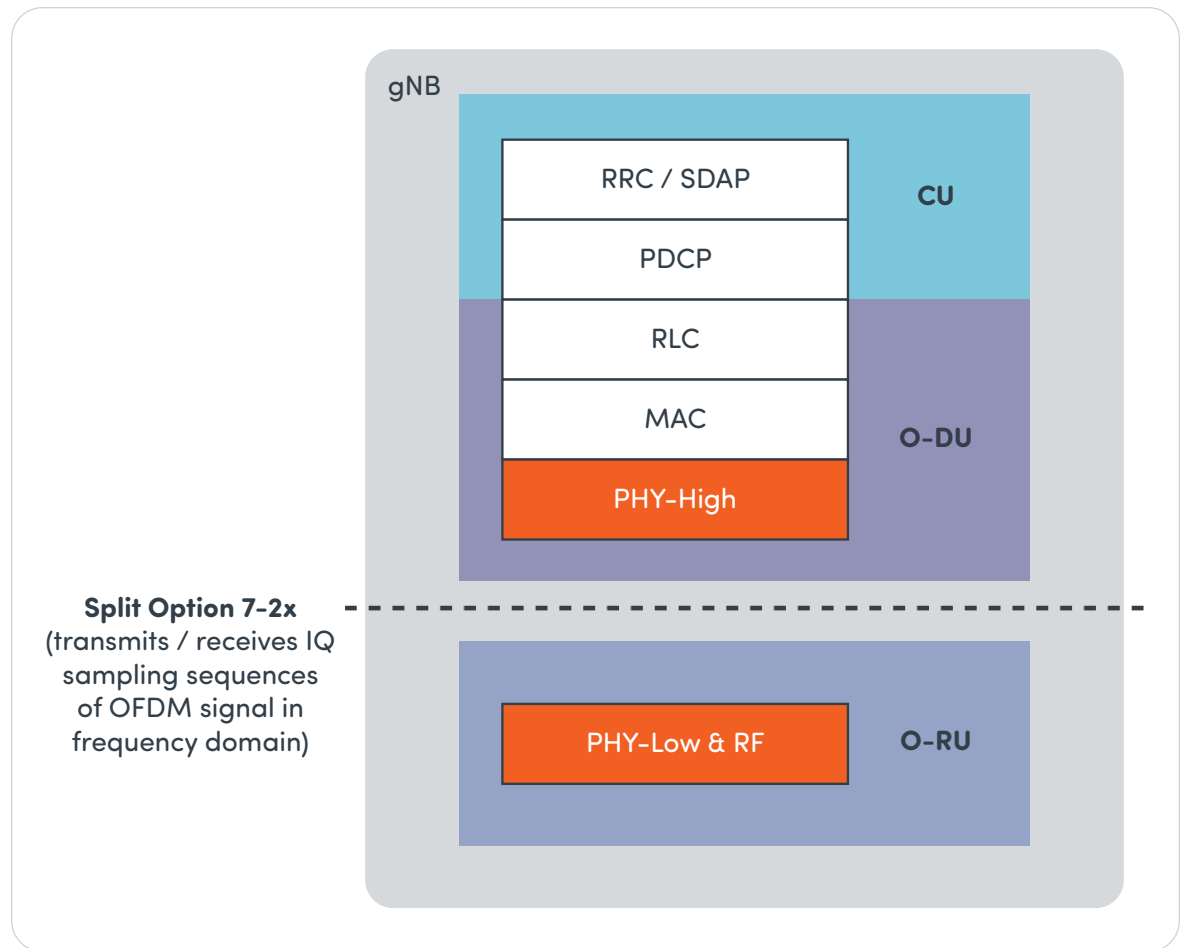 gNB
RRC / SDAP
CU
PDCP
RLC
MAC
O-DU
PHY-High
Split Option 7-2x
(transmits / receives IQ
sampling sequences
of OFDM signal in
frequency domain)
PHY-Low & RF
O-RU